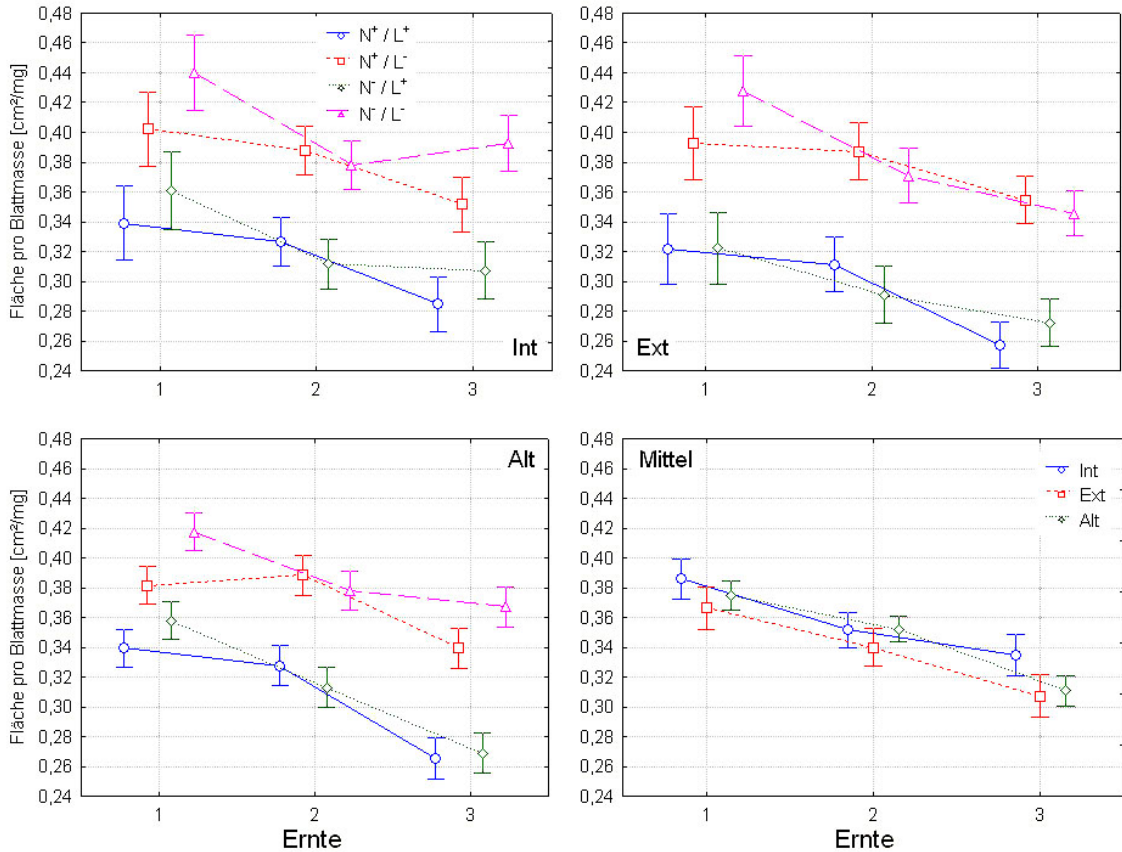 Fläche pro Blattmasse [cm²/mg]
0,48
0,46
0,44
0,42
0,40
0,38
0,36
0,34
0,32
0,30
0,28
0,26
0,24
N⁺ / L⁺
N⁺ / L⁻
N⁻ / L⁺
N⁻ / L⁻
Int
1 2 3
0,48
0,46
0,44
0,42
0,40
0,38
0,36
0,34
0,32
0,30
0,28
0,26
0,24
Ext
1 2 3
Fläche pro Blattmasse [cm²/mg]
0,48
0,46
0,44
0,42
0,40
0,38
0,36
0,34
0,32
0,30
0,28
0,26
0,24
Alt
1 2 3
Ernte
0,48
0,46
0,44
0,42
0,40
0,38
0,36
0,34
0,32
0,30
0,28
0,26
0,24
Mittel
Int
Ext
Alt
1 2 3
Ernte